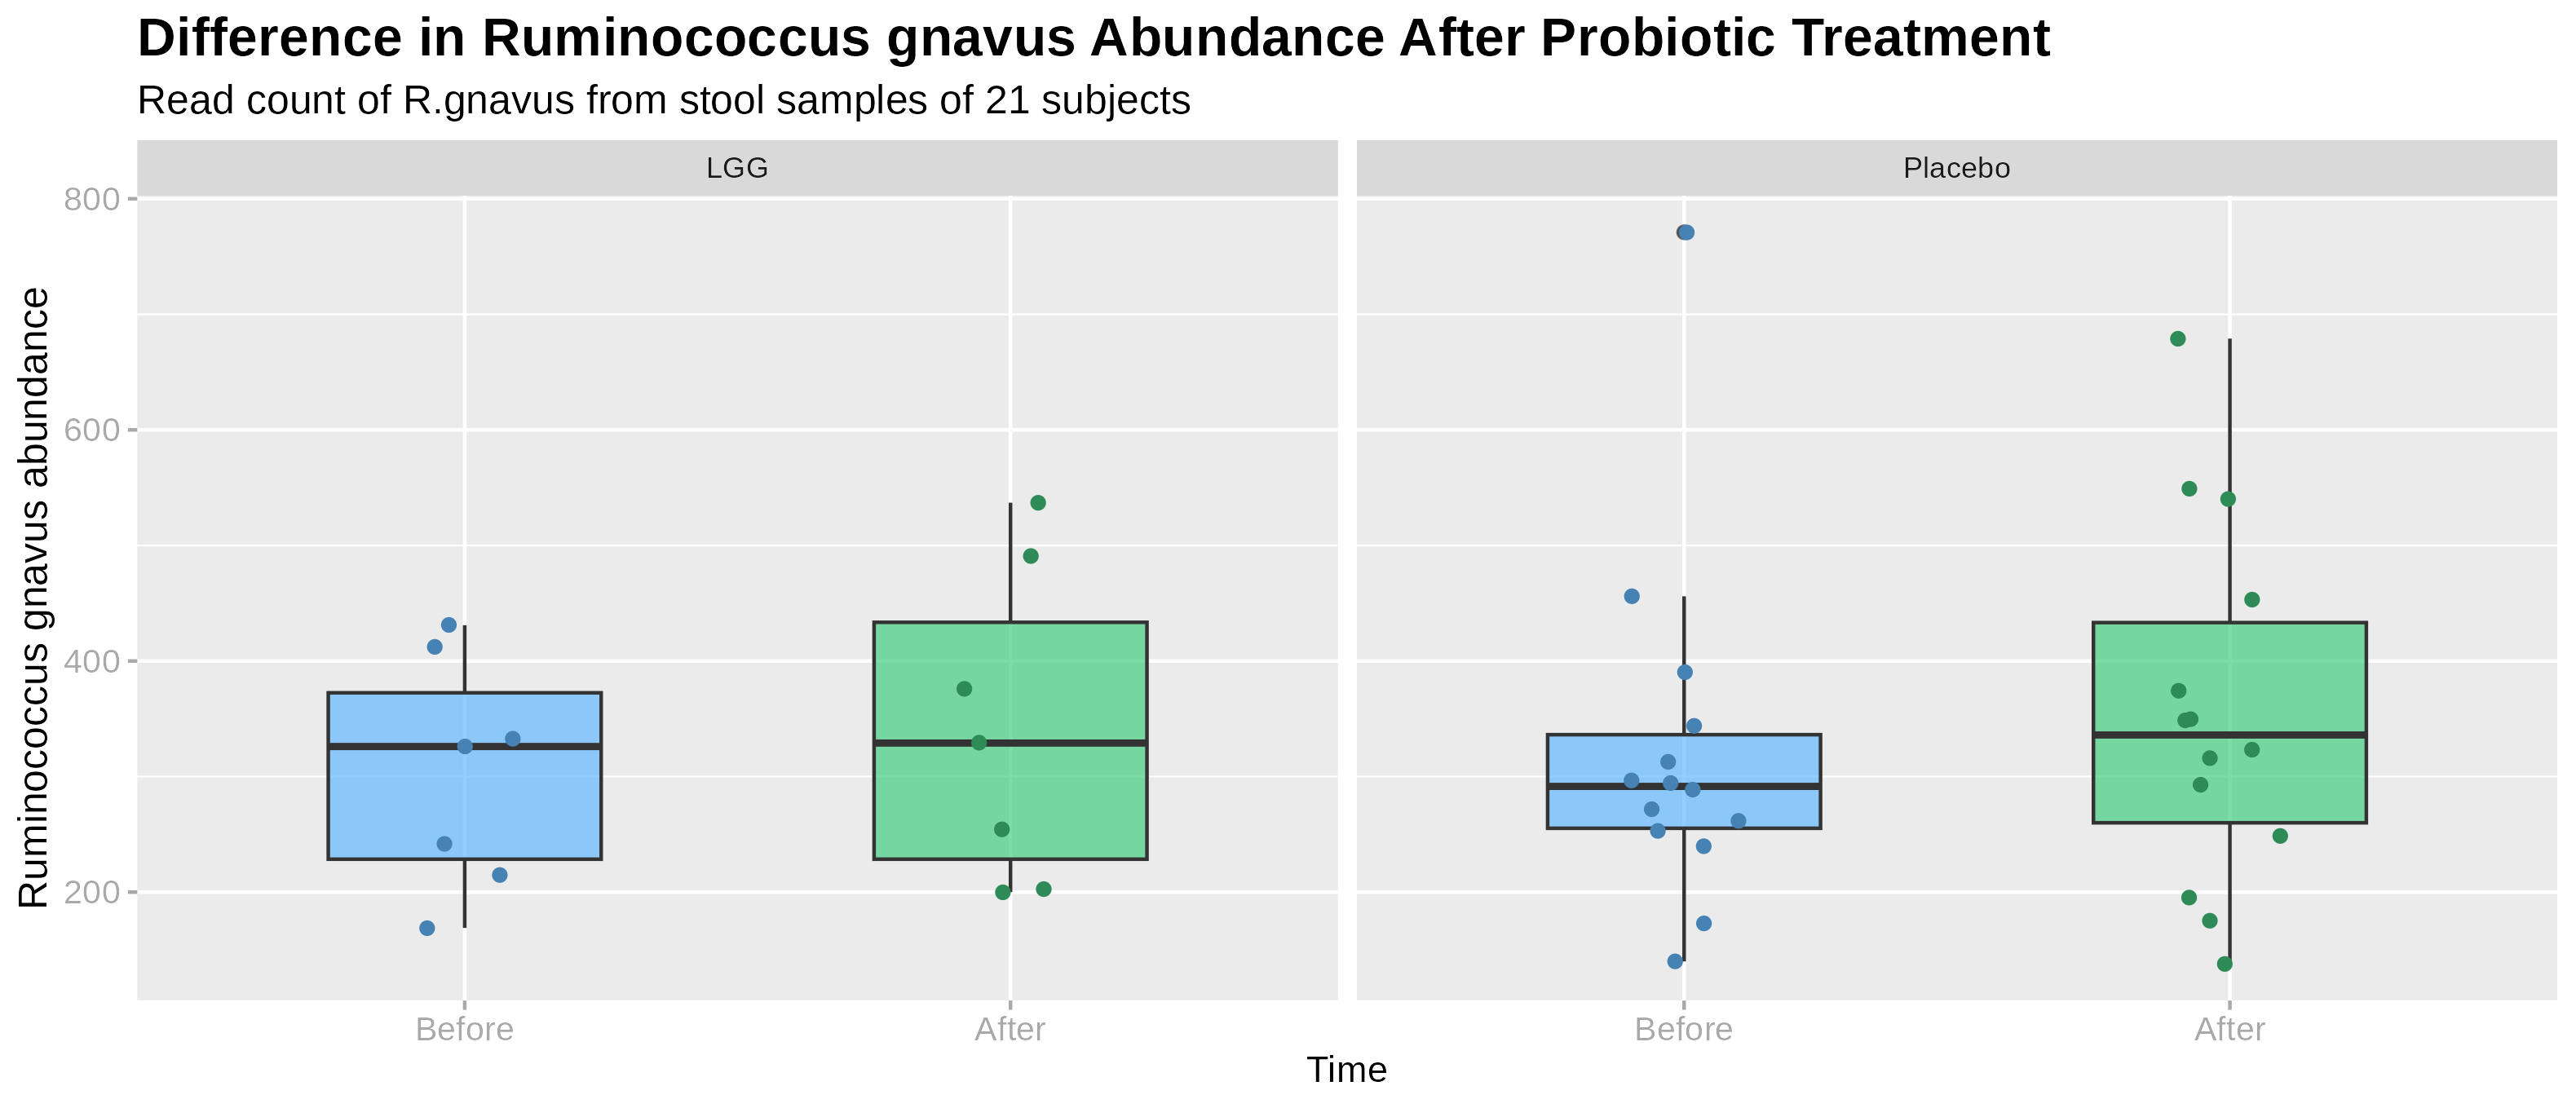 Difference in Ruminococcus gnavus Abundance After Probiotic Treatment
Read count of R.gnavus from stool samples of 21 subjects
LGG
Placebo
Ruminococcus gnavus abundance
800
600
400
200
Before
After
Before
After
Time